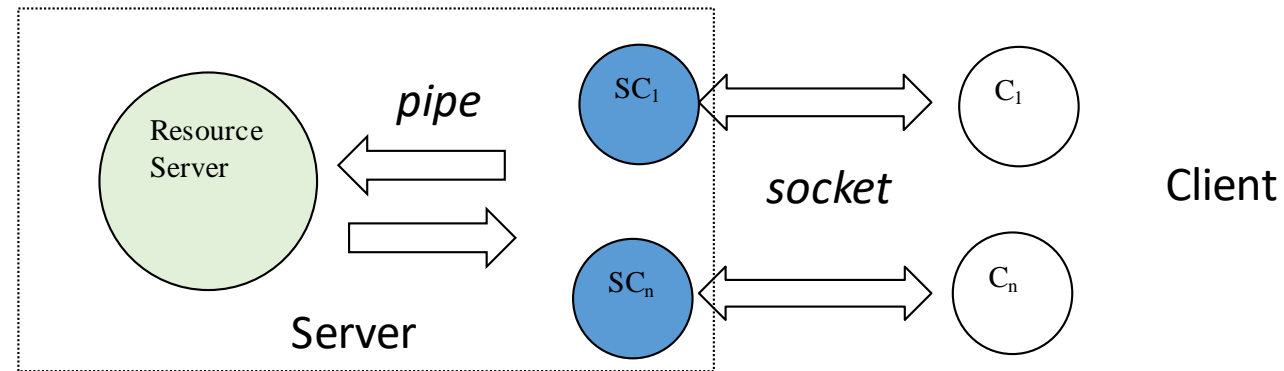 Resource
Server
pipe
SC₁
SCₙ
Server
socket
C₁
Cₙ
Client